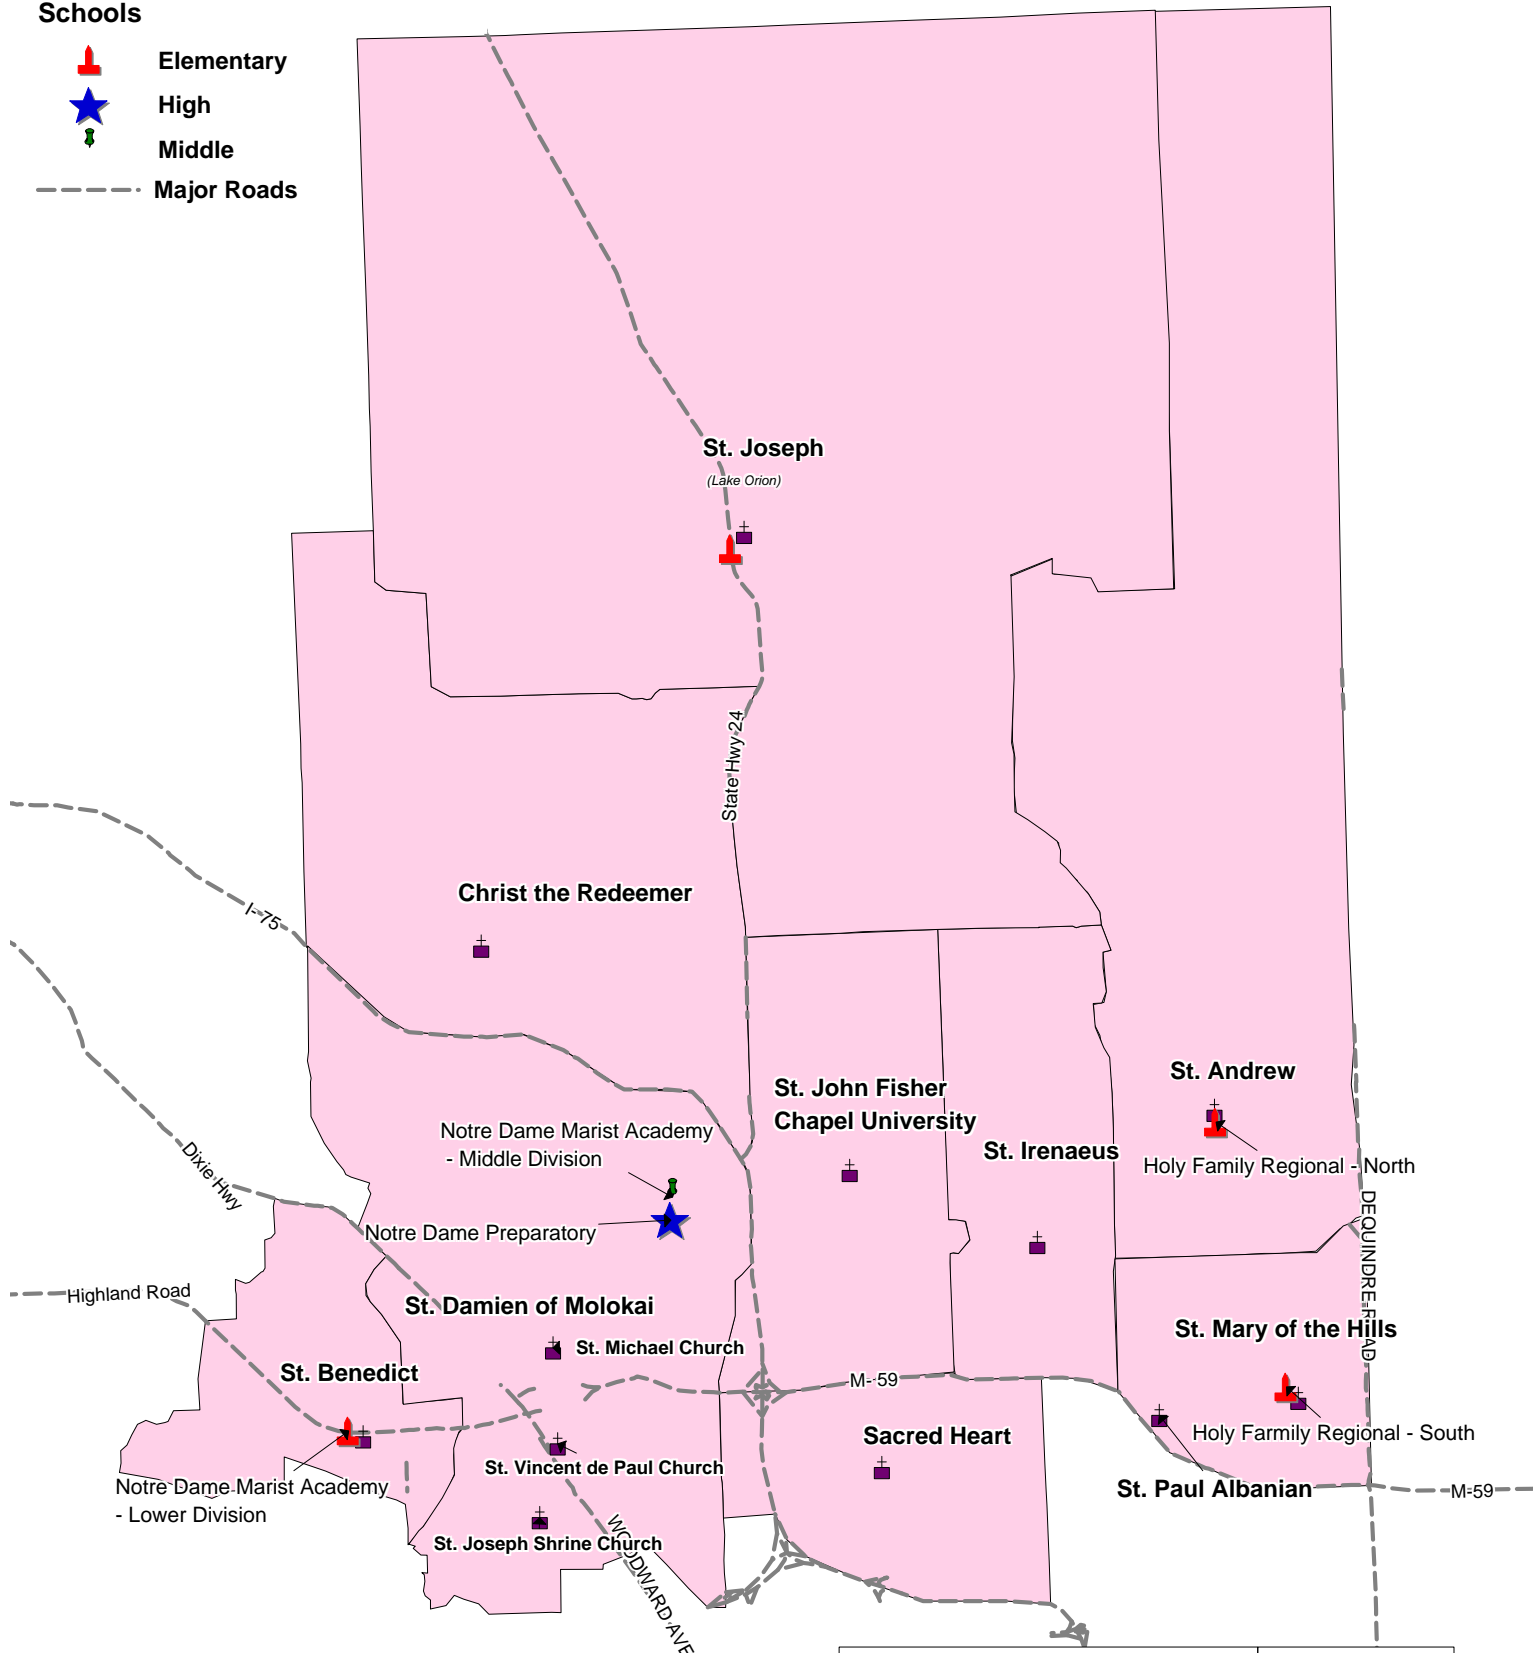 Schools
Elementary
High
Middle
Major Roads
St. Joseph
(Lake Orion)
State Hwy 24
Christ the Redeemer
I- 75
St. John Fisher
Chapel University
St. Andrew
Notre Dame Marist Academy
- Middle Division
St. Irenaeus
Holy Family Regional - North
Dixie Hwy
Notre Dame Preparatory
DEQUINDRE ROAD
Highland Road
St. Damien of Molokai
St. Mary of the Hills
St. Michael Church
St. Benedict
M- 59
Sacred Heart
Holy Farmily Regional - South
St. Vincent de Paul Church
Notre Dame Marist Academy
- Lower Division
St. Paul Albanian
M-59
St. Joseph Shrine Church
WOODWARD AVE